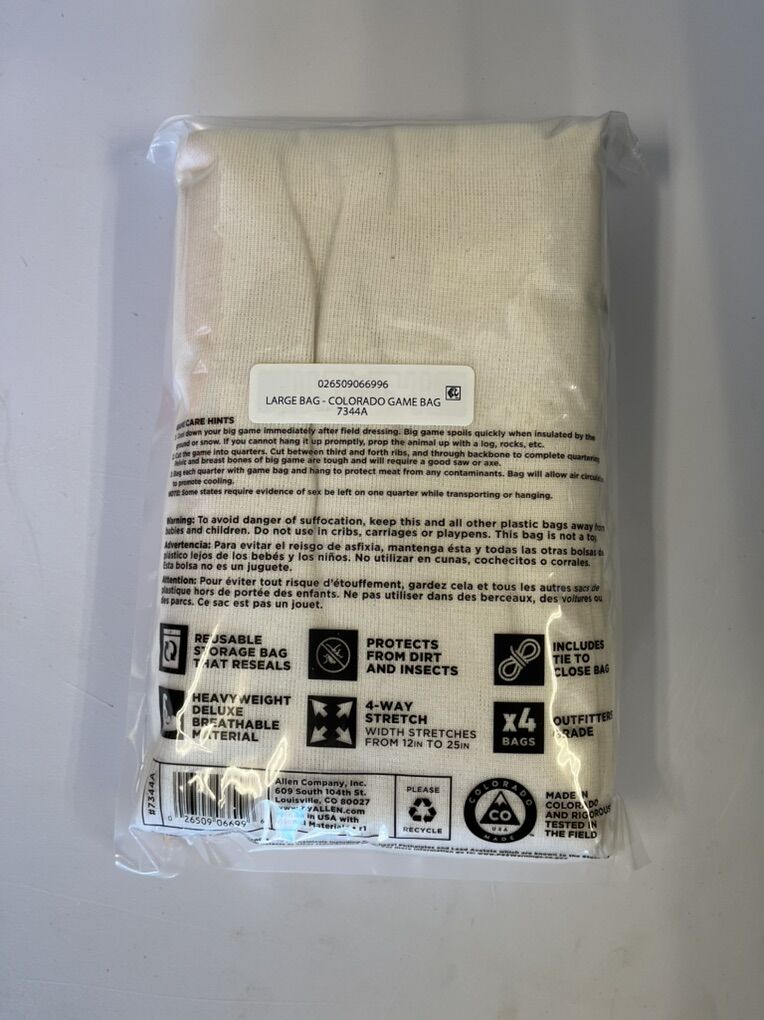 026509066996
LARGE BAG - COLORADO GAME BAG
7344A
CARE HINTS
down your big game immediately after field dressing. Big game spoils quickly when insulated by the
ground or snow. If you cannot hang it up promptly, prop the animal up with a log, rocks, etc.
Cut the game into quarters. Cut between third and forth ribs, and through backbone to complete quartering
Pelvic and breast bones of big game are tough and will require a good saw or axe.
Bag each quarter with game bag and hang to protect meat from any contaminants. Bag will allow air
to promote cooling.
NOTE: Some states require evidence of sex be left on one quarter while transporting or hanging.
Warning: To avoid danger of suffocation, keep this and all other plastic bags away from
babies and children. Do not use in cribs, carriages or playpens. This bag is not a toy.
Advertencia: Para evitar el reisgo de asfixia, mantenga ésta y todas las otras bolsas de
plástico lejos de los bebés y los niños. No utilizar en cunas, cochecitos o corrales.
Esta bolsa no es un juguete.
Attention: Pour éviter tout risque d'étouffement, gardez cela et tous les autres sacs de
plastique hors de portée des enfants. Ne pas utiliser dans des berceaux, des voitures ou
des parcs. Ce sac est pas un jouet.
REUSABLE
STORAGE BAG
THAT RESEALS
PROTECTS
FROM DIRT
AND INSECTS
INCLUDES
TIE TO
CLOSE BAG
HEAVYWEIGHT
DELUXE
BREATHABLE
MATERIAL
4-WAY
STRETCH
WIDTH STRETCHES
FROM 12IN TO 25IN
x4
BAGS
OUTFITTERS
GRADE
#7344A
0 26509 06699 6
Allen Company, Inc.
609 South 104th St.
Louisville, CO 80027
in USA with
PLEASE
RECYCLE
COLORADO
CO
USA
MADE
MADE IN
COLORADO
AND RIGOROUS
TESTED IN
THE FIELD